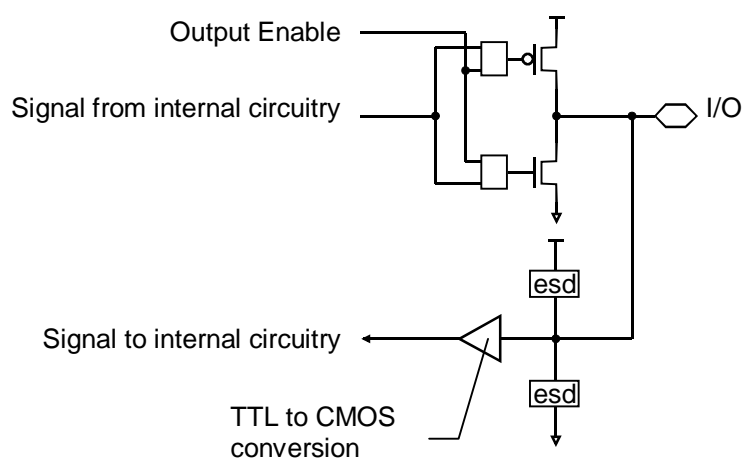 Output Enable
Signal from internal circuitry
I/O
esd
Signal to internal circuitry
esd
TTL to CMOS
conversion